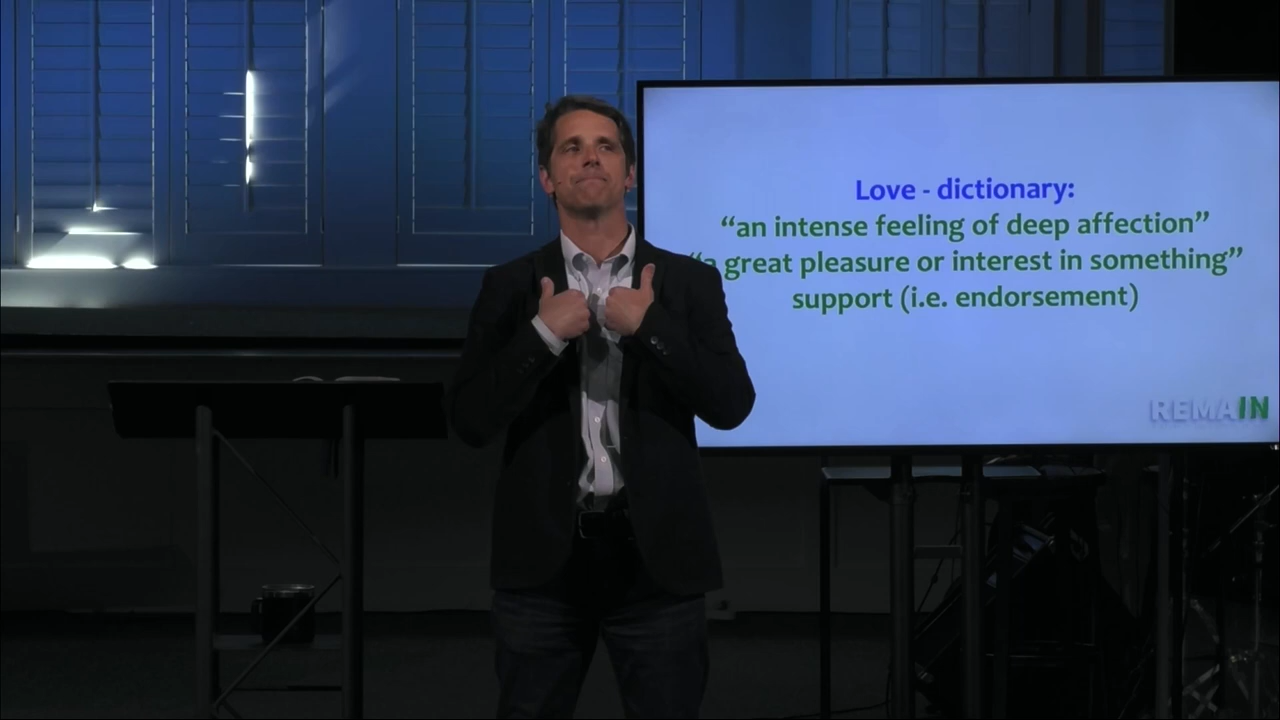 Love - dictionary:
“an intense feeling of deep affection”
“a great pleasure or interest in something”
support (i.e. endorsement)
REMAIN